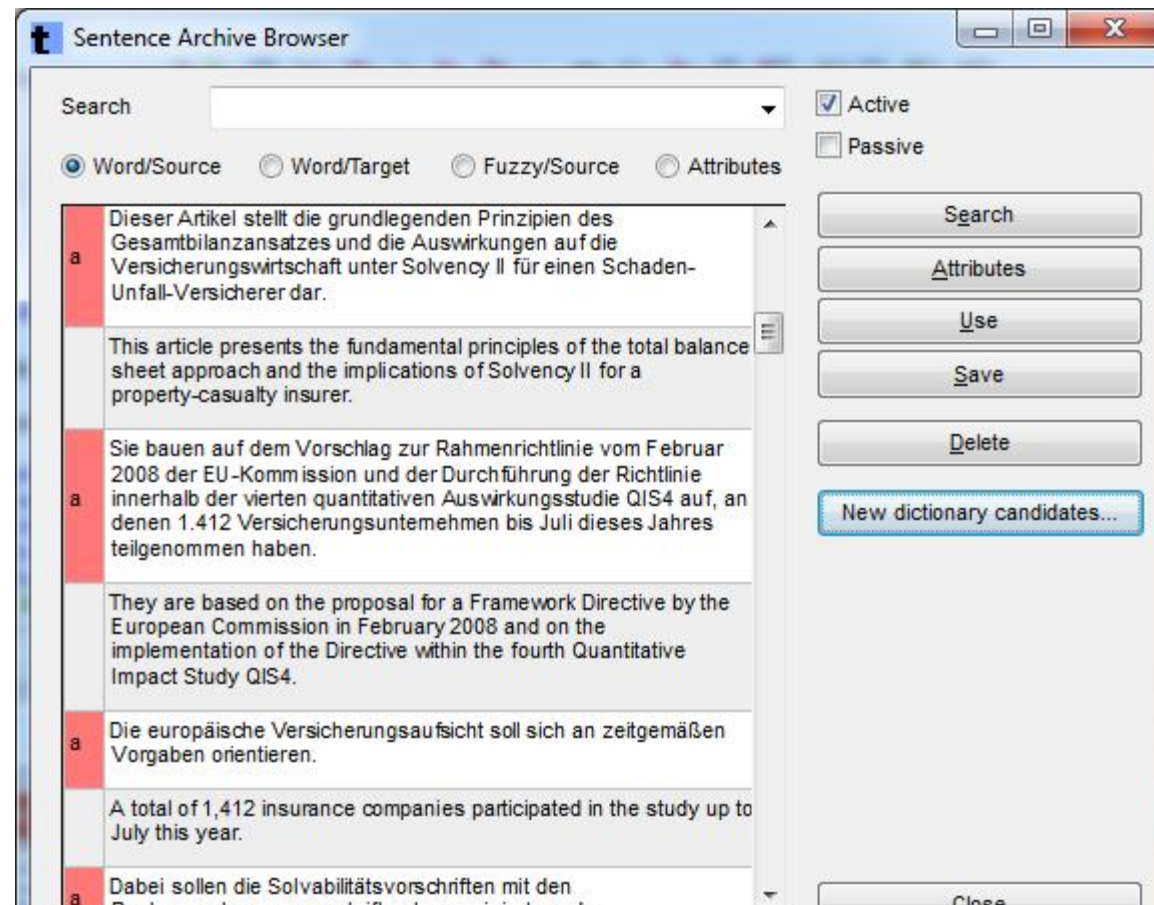 t Sentence Archive Browser
Search
Active
Passive
Word/Source Word/Target Fuzzy/Source Attributes
Dieser Artikel stellt die grundlegenden Prinzipien des
Gesamtbilanzansatzes und die Auswirkungen auf die
a
Versicherungswirtschaft unter Solvency II für einen Schaden-
Unfall-Versicherer dar.
This article presents the fundamental principles of the total balance
sheet approach and the implications of Solvency II for a
property-casualty insurer.
Sie bauen auf dem Vorschlag zur Rahmenrichtlinie vom Februar
2008 der EU-Kommission und der Durchführung der Richtlinie
a
innerhalb der vierten quantitativen Auswirkungsstudie QIS4 auf, an
denen 1.412 Versicherungsunternehmen bis Juli dieses Jahres
teilgenommen haben.
They are based on the proposal for a Framework Directive by the
European Commission in February 2008 and on the
implementation of the Directive within the fourth Quantitative
Impact Study QIS4.
a
Die europäische Versicherungsaufsicht soll sich an zeitgemäßen
Vorgaben orientieren.
A total of 1,412 insurance companies participated in the study up to
July this year.
a
Dabei sollen die Solvabilitätsvorschriften mit den
Search
Attributes
Use
Save
Delete
New dictionary candidates...
Close